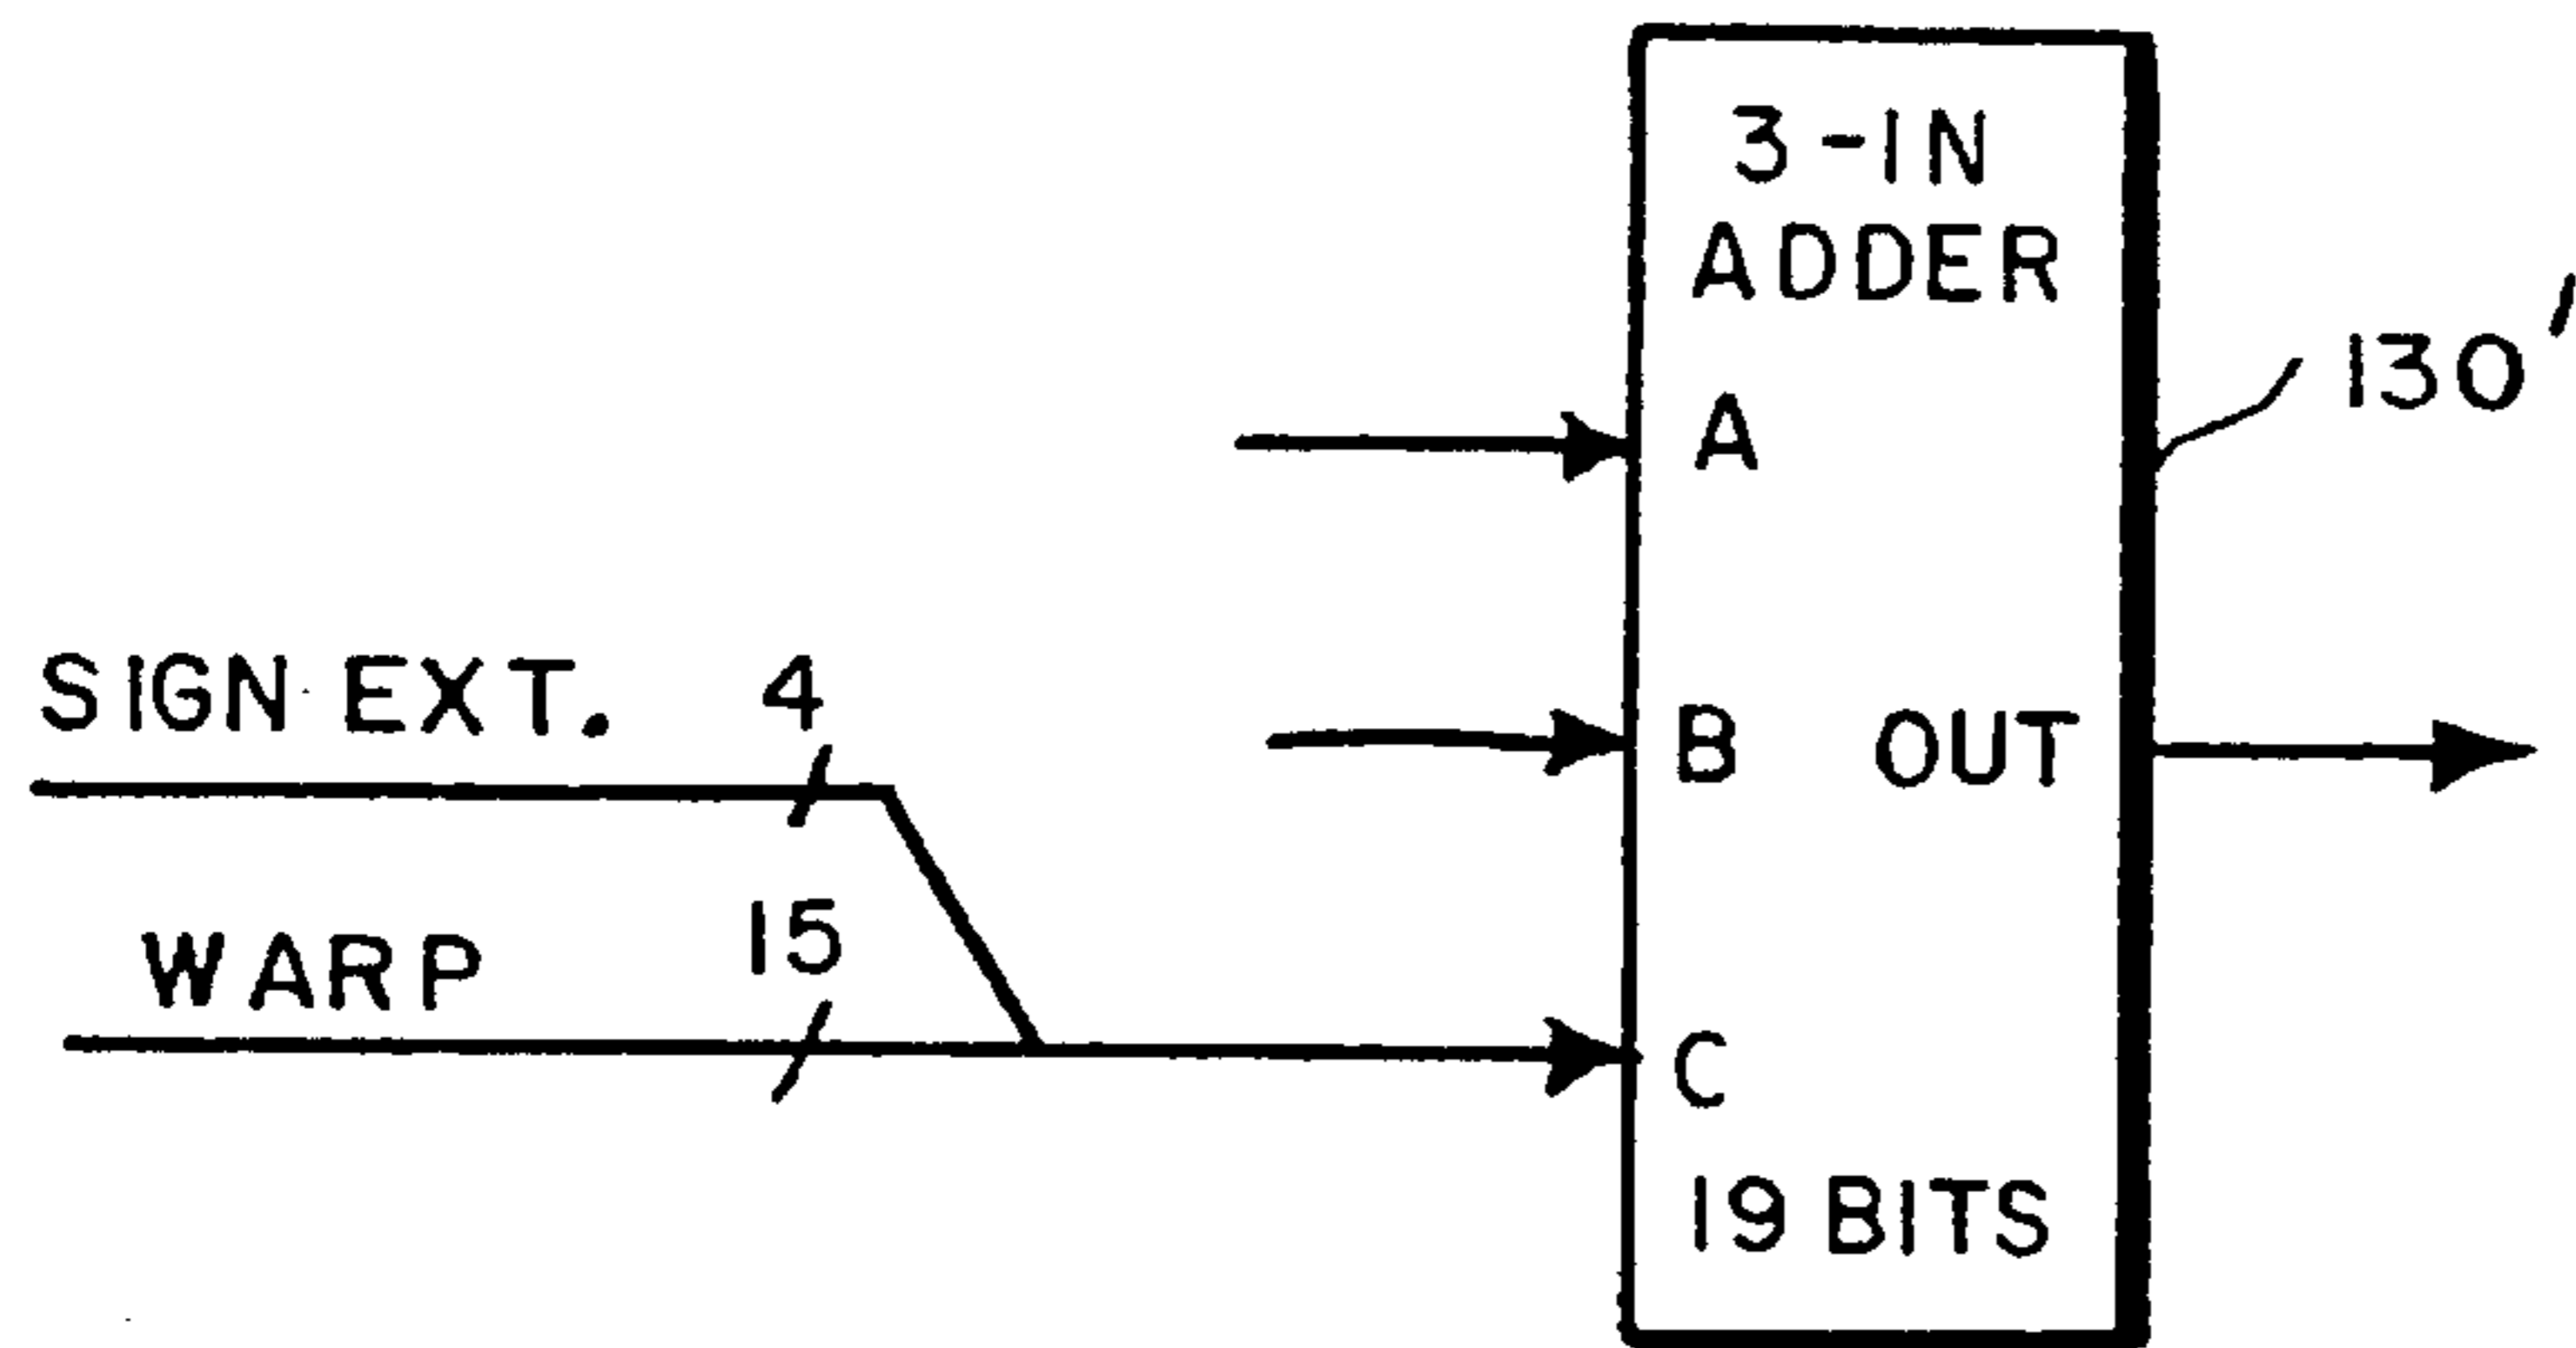 3-IN
ADDER
130'
A
SIGN EXT. 4
B OUT
WARP 15
C
19 BITS